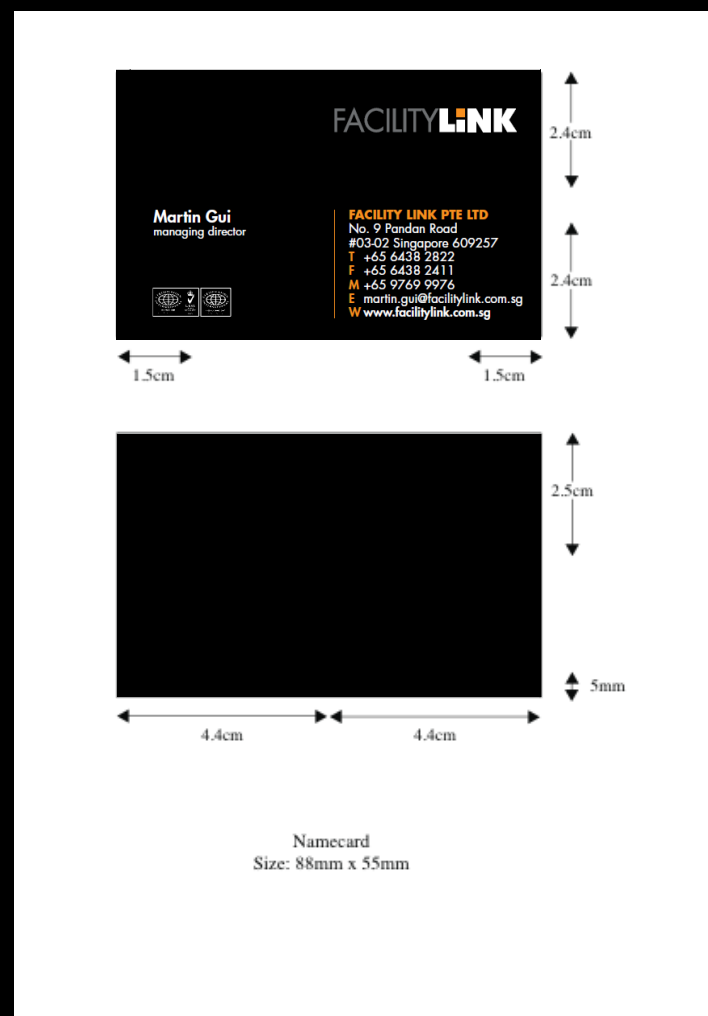 FACILITYLiNK
2.4cm
Martin Gui
managing director
FACILITY LINK PTE LTD
No. 9 Pandan Road
#03-02 Singapore 609257
T +65 6438 2822
F +65 6438 2411
M +65 9769 9976
E martin.gui@facilitylink.com.sg
W www.facilitylink.com.sg
2.4cm
1.5cm
1.5cm
2.5cm
5mm
4.4cm
4.4cm
Namecard
Size: 88mm x 55mm